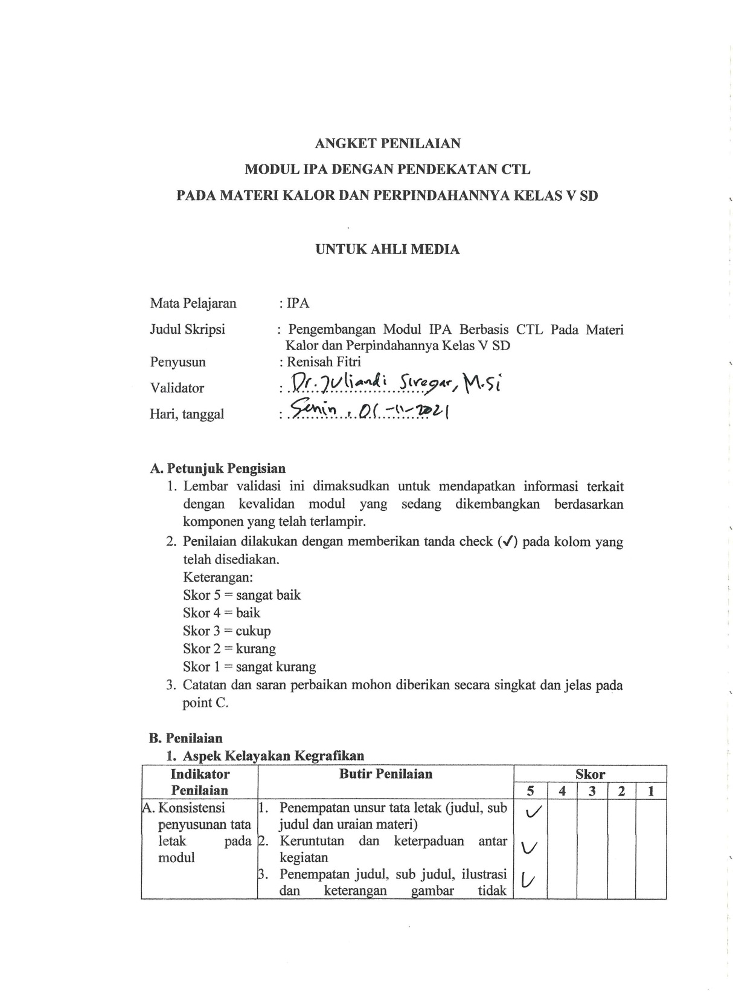 ANGKET PENILAIAN
MODUL IPA DENGAN PENDEKATAN CTL
PADA MATERI KALOR DAN PERPINDAHANNYA KELAS V SD
UNTUK AHLI MEDIA
Mata Pelajaran : IPA
Judul Skripsi : Pengembangan Modul IPA Berbasis CTL Pada Materi
Kalor dan Perpindahannya Kelas V SD
Penyusun : Renisah Fitri
Validator : Dr. Juliandi Siregar, M.Si
Hari, tanggal : Senin, 01-11-2021
A. Petunjuk Pengisian
1. Lembar validasi ini dimaksudkan untuk mendapatkan informasi terkait
dengan kevalidan modul yang sedang dikembangkan berdasarkan
komponen yang telah terlampir.
2. Penilaian dilakukan dengan memberikan tanda check (✓) pada kolom yang
telah disediakan.
Keterangan:
Skor 5 = sangat baik
Skor 4 = baik
Skor 3 = cukup
Skor 2 = kurang
Skor 1 = sangat kurang
3. Catatan dan saran perbaikan mohon diberikan secara singkat dan jelas pada
point C.
B. Penilaian
1. Aspek Kelayakan Kegrafikan
Indikator Penilaian Butir Penilaian Skor
5 4 3 2 1
A. Konsistensi
penyusunan tata
letak pada
modul
1. Penempatan unsur tata letak (judul, sub ✓
judul dan uraian materi)
2. Keruntutan dan keterpaduan antar ✓
kegiatan
3. Penempatan judul, sub judul, ilustrasi ✓
dan keterangan gambar tidak